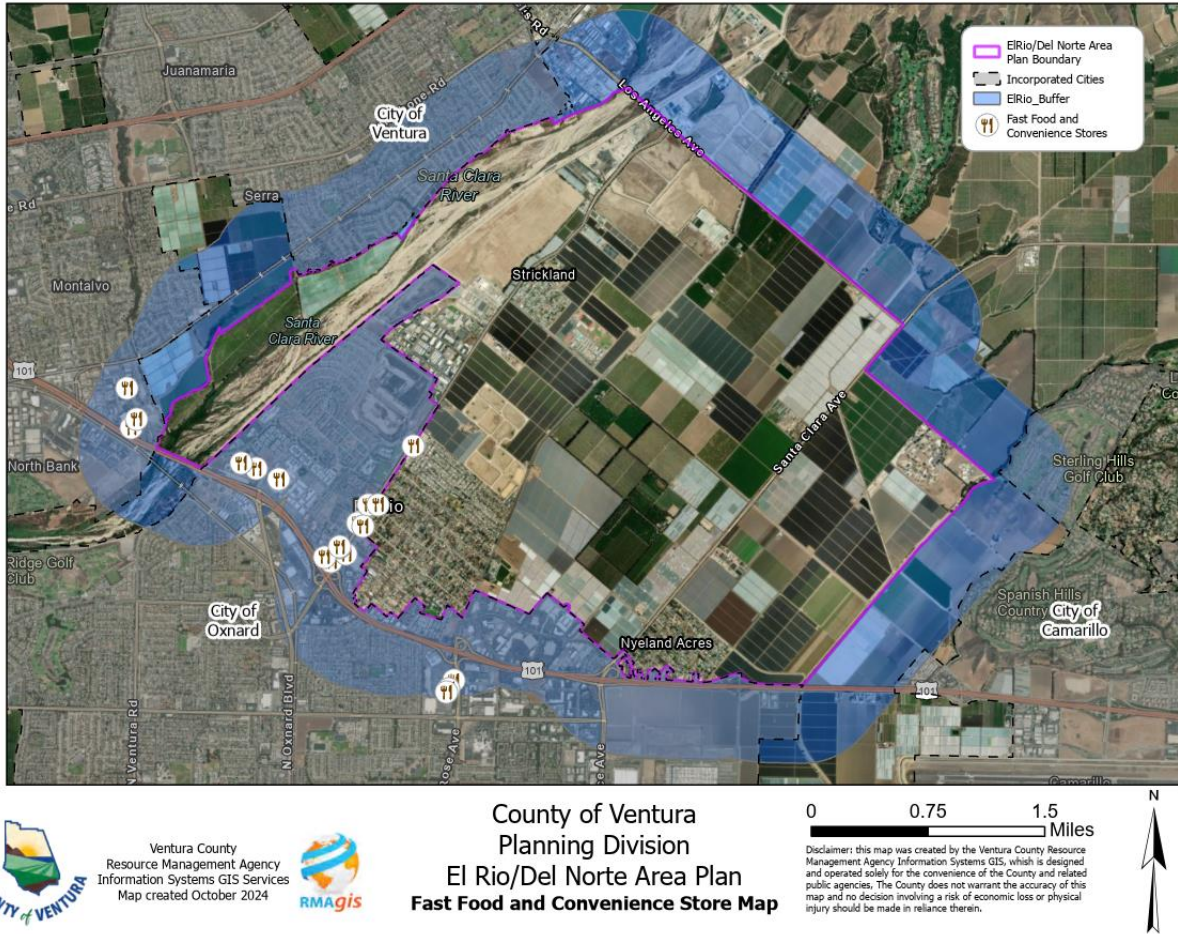 Juanamaria
City of
Ventura
Los Angeles Ave
Santa Clara
River
Serra
e Rd
Montalvo
Strickland
Santa
Clara River
101
North Bank
Santa Clara Ave
Sterling Hills
Golf Club
Ridge Golf
Club
City of
Oxnard
Spanish Hills
Country
City of
Camarillo
Nyeland Acres
101
101
N Ventura Rd
N Oxnard Blvd
Rose Ave
ce Ave
Camarillo
ElRio/Del Norte Area
Plan Boundary
Incorporated Cities
ElRio_Buffer
Fast Food and
Convenience Stores
TY of VENTURA
Ventura County
Resource Management Agency
Information Systems GIS Services
Map created October 2024
RMAgis
County of Ventura
Planning Division
El Rio/Del Norte Area Plan
Fast Food and Convenience Store Map
0 0.75 1.5
Miles
Disclaimer: this map was created by the Ventura County Resource
Management Agency Information Systems GIS, which is designed
and operated solely for the convenience of the County and related
public agencies, The County does not warrant the accuracy of this
map and no decision involving a risk of economic loss or physical
injury should be made in reliance therein.
N